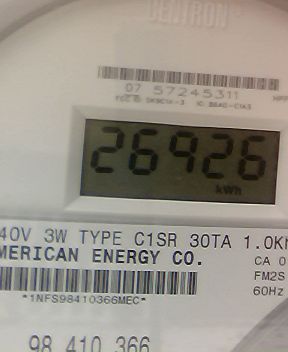 CENTRON®
07 57245311
26926
kWh
40V 3W TYPE C1SR 30TA 1.0K
MERICAN ENERGY CO.
CA 0
FM2S
60Hz
*1NFS98410366MEC*
98 410 366